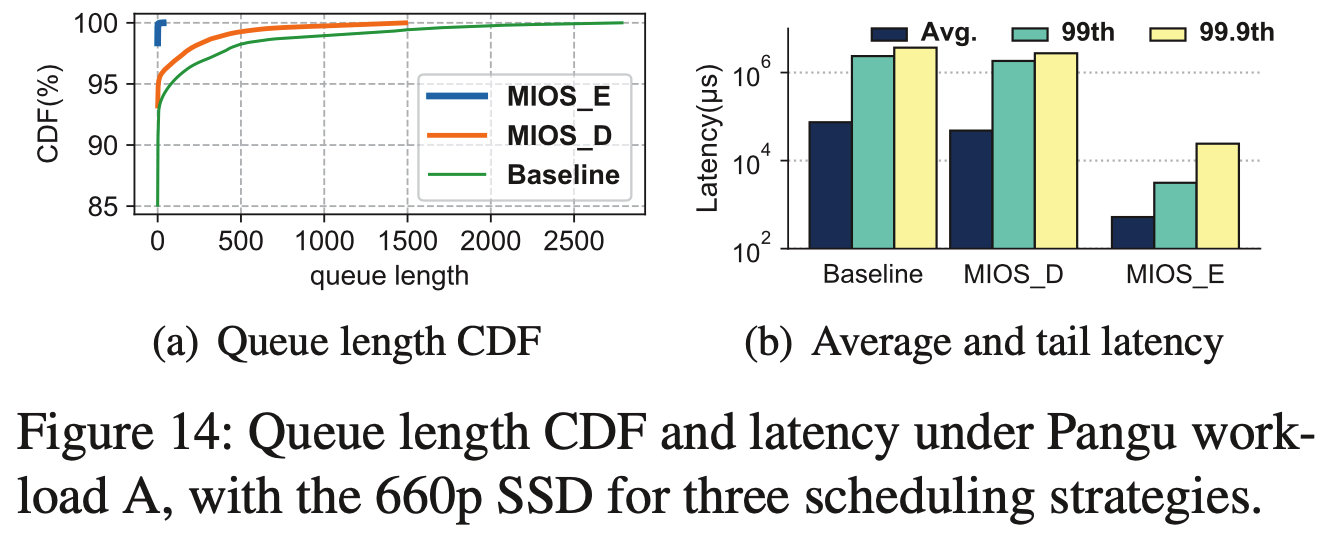 100
95
90
85
CDF(%)
MIOS_E
MIOS_D
Baseline
0 500 1000 1500 2000 2500
queue length
(a) Queue length CDF
Avg. 99th 99.9th
10^6
10^4
10^2
Latency(μs)
Baseline MIOS_D MIOS_E
(b) Average and tail latency
Figure 14: Queue length CDF and latency under Pangu work-
load A, with the 660p SSD for three scheduling strategies.